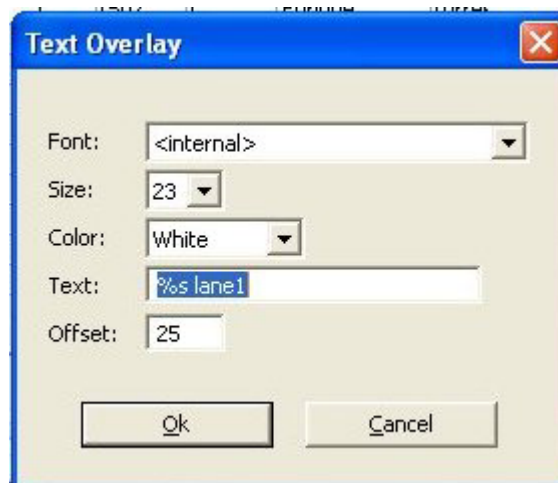 Text Overlay
Font: <internal>
Size: 23
Color: White
Text: %s lane1
Offset: 25
Ok Cancel